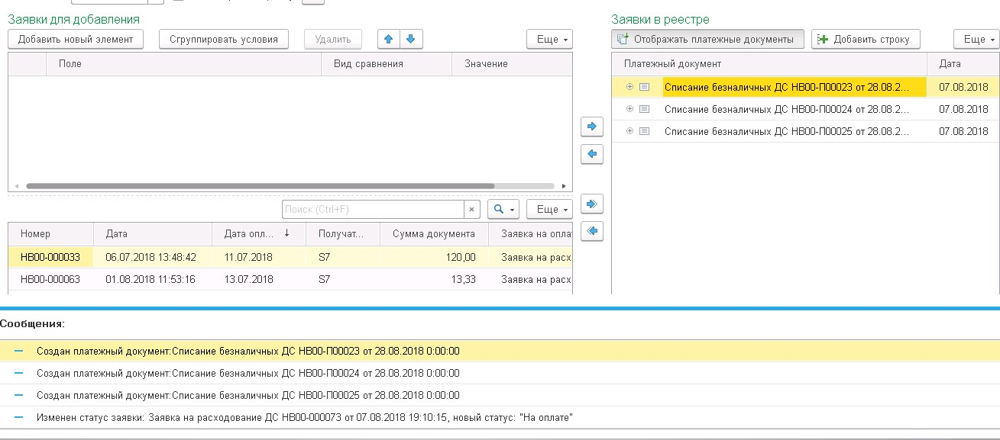 Заявки для добавления
Добавить новый элемент Сгруппировать условия Удалить Еще
Поле Вид сравнения Значение
Поиск (Ctrl+F) × Еще
Номер Дата Дата опл... ↓ Получат... Сумма документа Заявка на оплат
НВ00-000033 06.07.2018 13:48:42 11.07.2018 S7 120,00 Заявка на расх
НВ00-000063 01.08.2018 11:53:16 13.07.2018 S7 13,33 Заявка на расх
Заявки в реестре
Отображать платежные документы Добавить строку Еще
Платежный документ Дата
Списание безналичных ДС НВ00-П00023 от 28.08.2... 07.08.2018
Списание безналичных ДС НВ00-П00024 от 28.08.2... 07.08.2018
Списание безналичных ДС НВ00-П00025 от 28.08.2... 07.08.2018
Сообщения:
Создан платежный документ:Списание безналичных ДС НВ00-П00023 от 28.08.2018 0:00:00
Создан платежный документ:Списание безналичных ДС НВ00-П00024 от 28.08.2018 0:00:00
Создан платежный документ:Списание безналичных ДС НВ00-П00025 от 28.08.2018 0:00:00
Изменен статус заявки: Заявка на расходование ДС НВ00-000073 от 07.08.2018 19:10:15, новый статус: "На оплате"